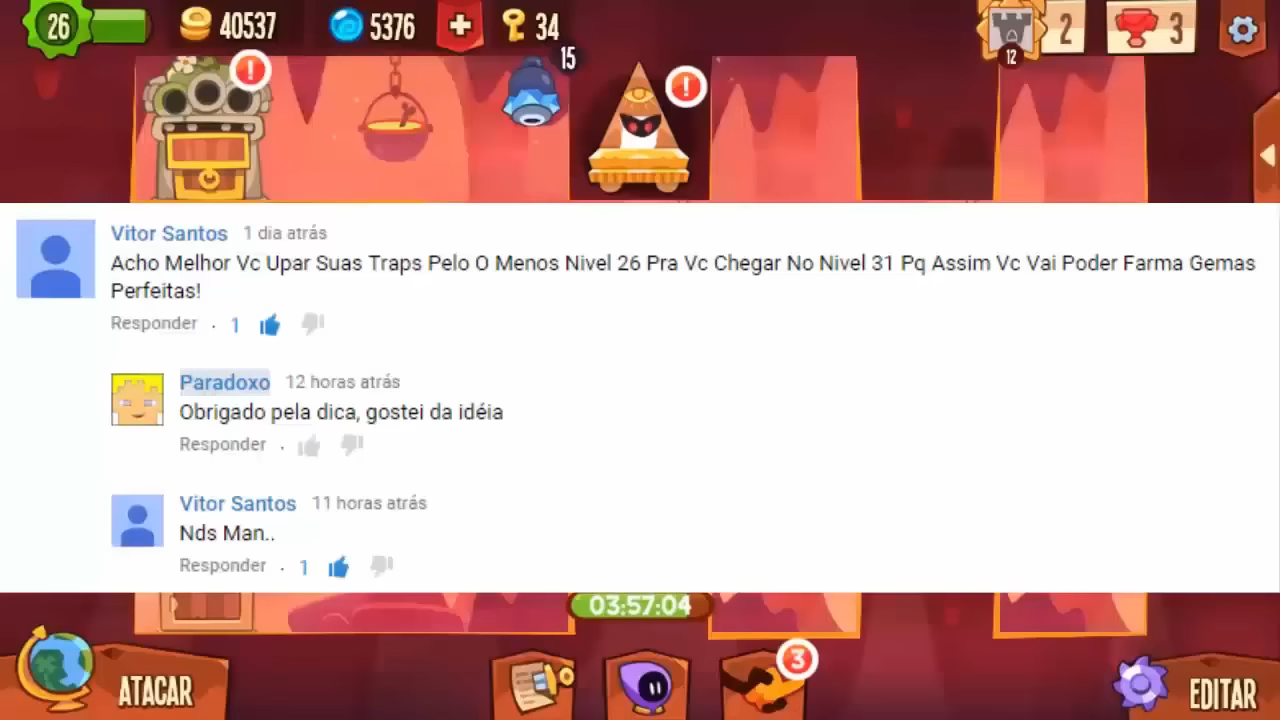 26 40537 5376 34 2 3
15 12
! !
Vitor Santos 1 dia atrás
Acho Melhor Vc Upar Suas Traps Pelo O Menos Nivel 26 Pra Vc Chegar No Nivel 31 Pq Assim Vc Vai Poder Farma Gemas
Perfeitas!
Responder . 1
Paradoxo 12 horas atrás
Obrigado pela dica, gostei da idéia
Responder .
Vitor Santos 11 horas atrás
Nds Man..
Responder . 1
03:57:04
3
ATACAR EDITAR